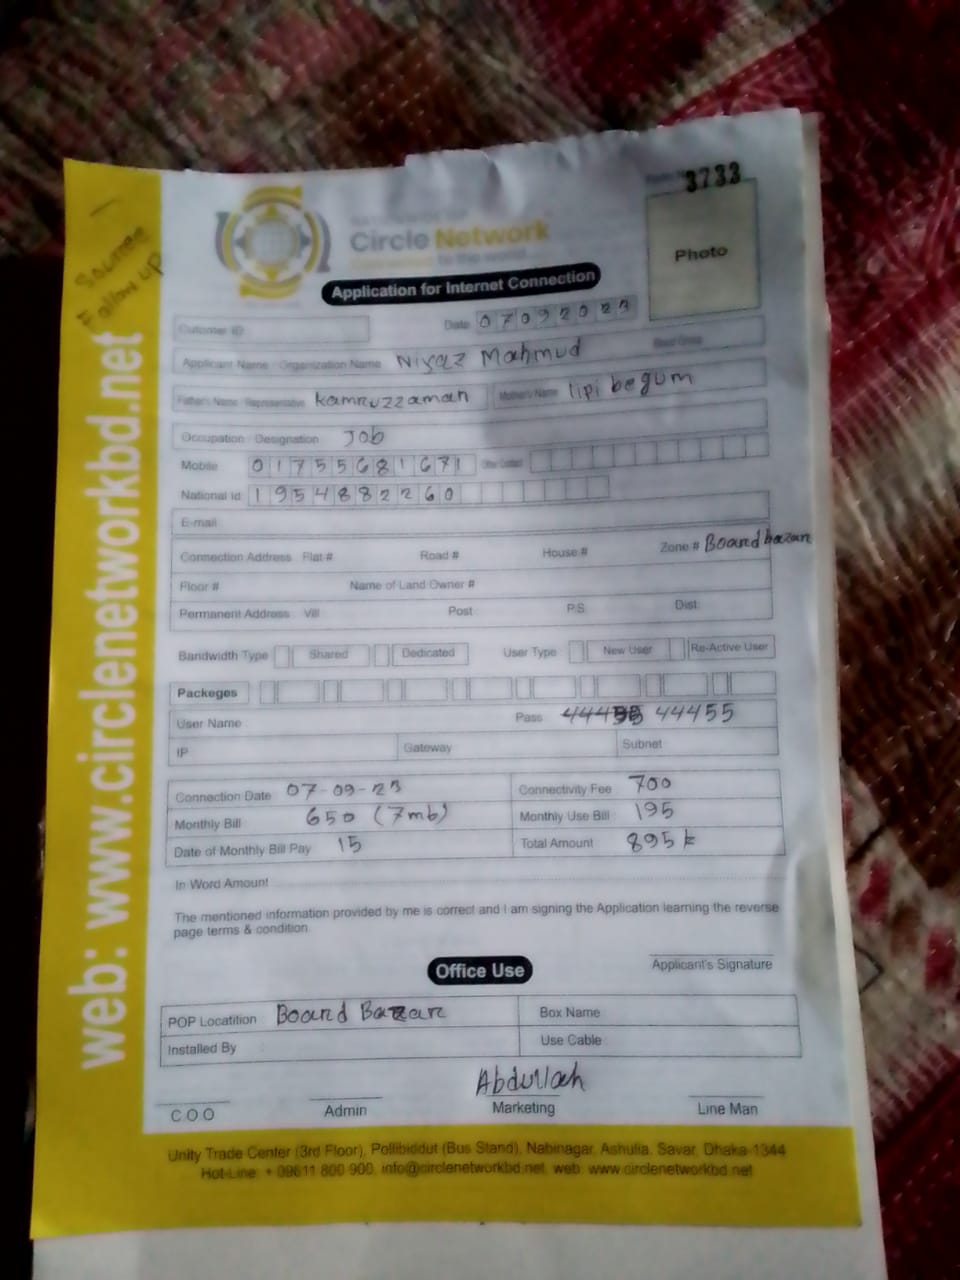 3733
Source
Follow up
Circle Network
to the world
Application for Internet Connection
Photo
Date 07092023
Applicant Name / Organization Name Niyaz Mahmud
Father's Name / Representative kamruzzaman Mother's Name lipi begum
Occupation / Designation Job
Mobile 01755681671
National Id 1954882260
E-mail
Connection Address Flat # Road # House # Zone # Board bazar
Floor # Name of Land Owner #
Permanent Address Vill Post P.S. Dist.
Bandwidth Type Shared Dedicated User Type New User Re-Active User
Packeges
User Name Pass 44455
IP Gateway Subnet
Connection Date 07-09-23 Connectivity Fee 700
Monthly Bill 650 (7mb) Monthly Use Bill 195
Date of Monthly Bill Pay 15 Total Amount 895
In Word Amount
The mentioned information provided by me is correct and I am signing the Application learning the reverse
page terms & condition.
Applicant's Signature
Office Use
POP Locatition Board Bazar Box Name
Installed By Use Cable
Abdullah
COO Admin Marketing Line Man
Unity Trade Center (3rd Floor), Pollibiddut (Bus Stand), Nabinagar, Ashulia, Savar, Dhaka-1344
Hot-Line: + 09611 800 900, info@circlenetworkbd.net, web: www.circlenetworkbd.net
web: www.circlenetworkbd.net